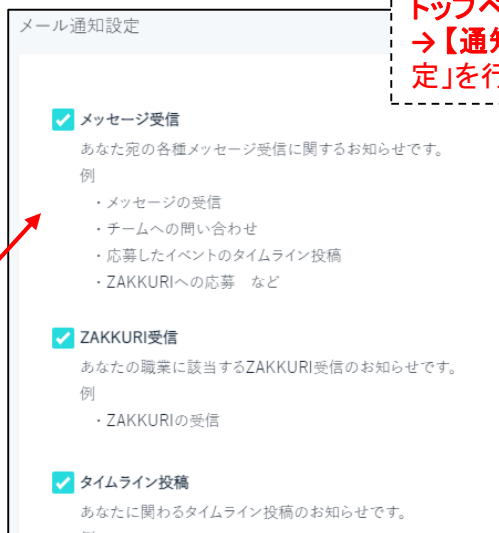 トップペ
→【通知
定」を行
メール通知設定
メッセージ受信
あなた宛の各種メッセージ受信に関するお知らせです。
例
・メッセージの受信
・チームへの問い合わせ
・応募したイベントのタイムライン投稿
・ZAKKURIへの応募　など
ZAKKURI受信
あなたの職業に該当するZAKKURI受信のお知らせです。
例
・ZAKKURIの受信
タイムライン投稿
あなたに関わるタイムライン投稿のお知らせです。